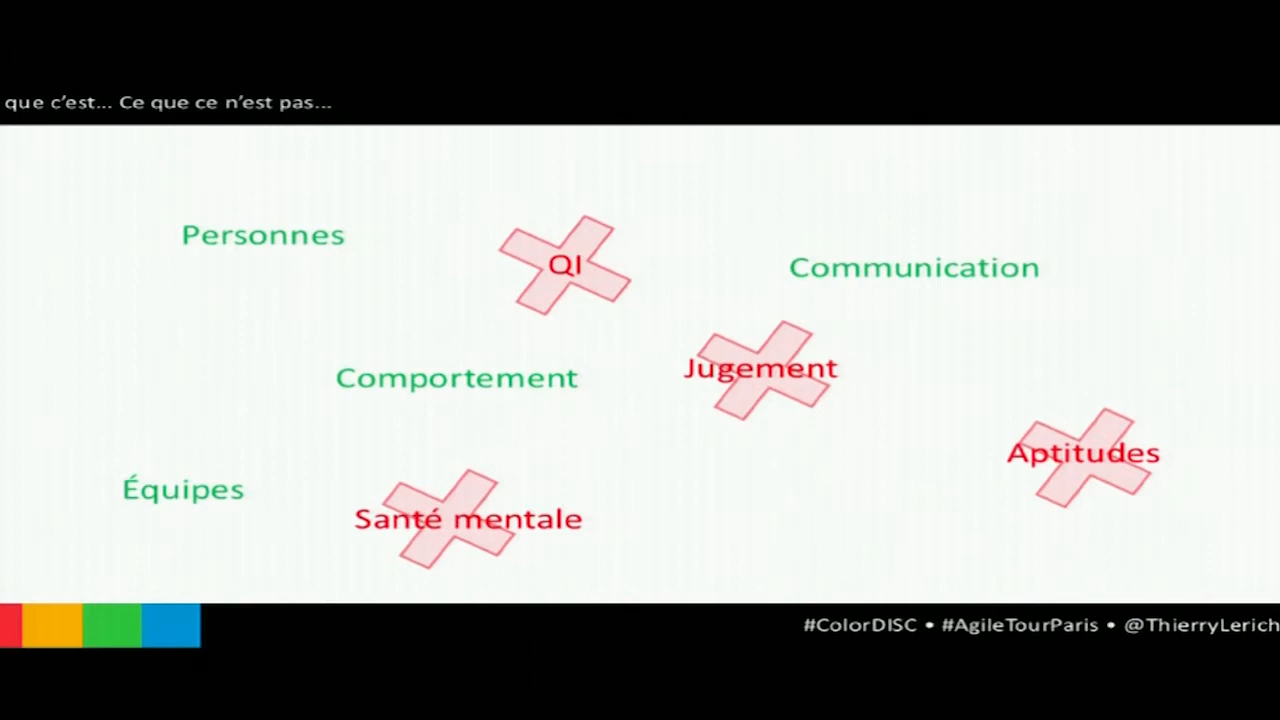 que c’est... Ce que ce n’est pas...
Personnes
QI
Communication
Jugement
Comportement
Aptitudes
Équipes
Santé mentale
#ColorDISC • #AgileTourParis • @ThierryLerich